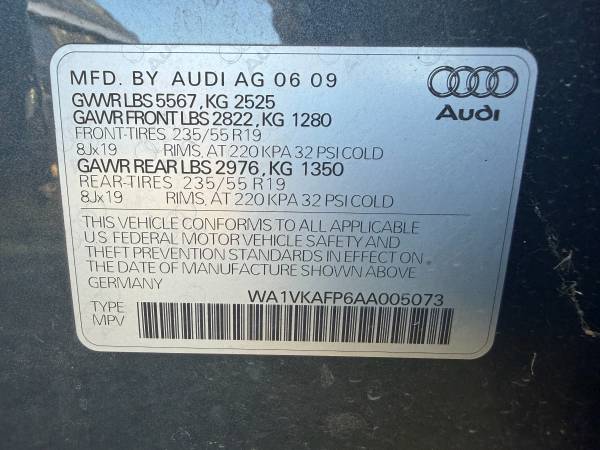 MFD. BY AUDI AG 06 09
Audi
GVWR LBS 5567, KG 2525
GAWR FRONT LBS 2822, KG 1280
FRONT-TIRES 235/55 R19
8Jx19 RIMS, AT 220 KPA 32 PSI COLD
GAWR REAR LBS 2976, KG 1350
REAR-TIRES 235/55 R19
8Jx19 RIMS, AT 220 KPA 32 PSI COLD
THIS VEHICLE CONFORMS TO ALL APPLICABLE
U.S. FEDERAL MOTOR VEHICLE SAFETY AND
THEFT PREVENTION STANDARDS IN EFFECT ON
THE DATE OF MANUFACTURE SHOWN ABOVE
GERMANY
WA1VKAFP6AA005073
TYPE
MPV